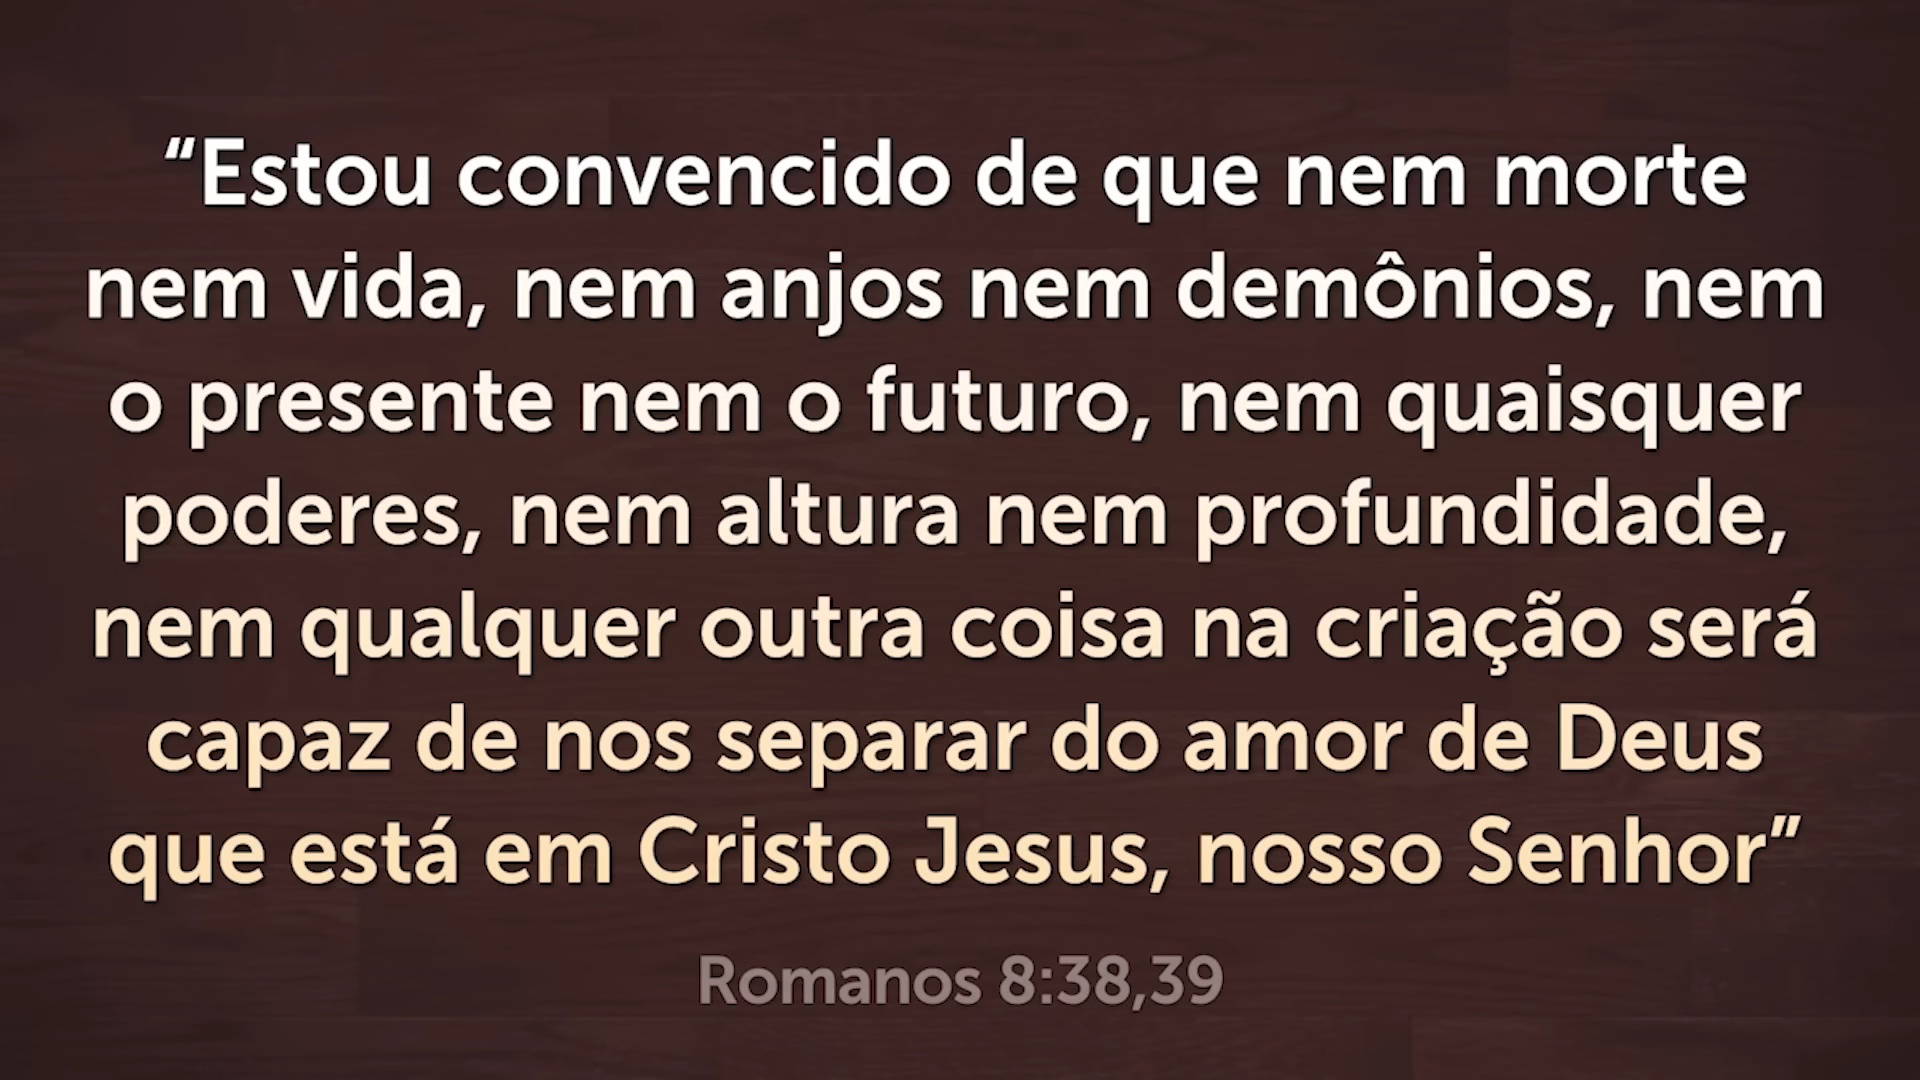 “Estou convencido de que nem morte
nem vida, nem anjos nem demônios, nem
o presente nem o futuro, nem quaisquer
poderes, nem altura nem profundidade,
nem qualquer outra coisa na criação será
capaz de nos separar do amor de Deus
que está em Cristo Jesus, nosso Senhor”
Romanos 8:38,39